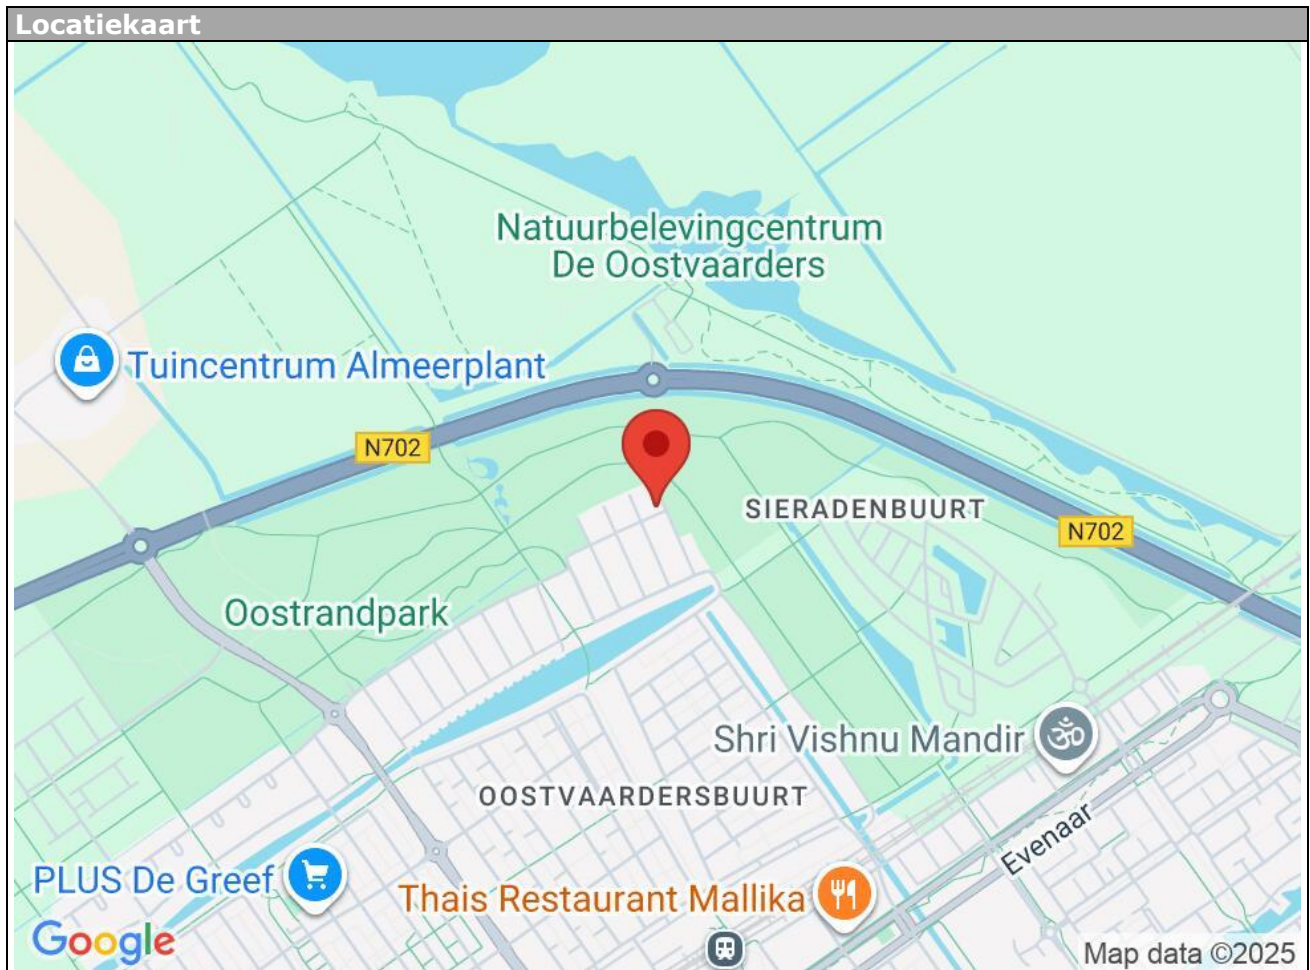 Locatiekaart
Natuurbelevingcentrum
De Oostvaarders
Tuincentrum Almeerplant
N702
SIERADENBUURT
N702
Oostrandpark
Shri Vishnu Mandir
ॐ
OOSTVAARDERSBUURT
Evenaar
PLUS De Greef
Thais Restaurant Mallika
Google
Map data ©2025